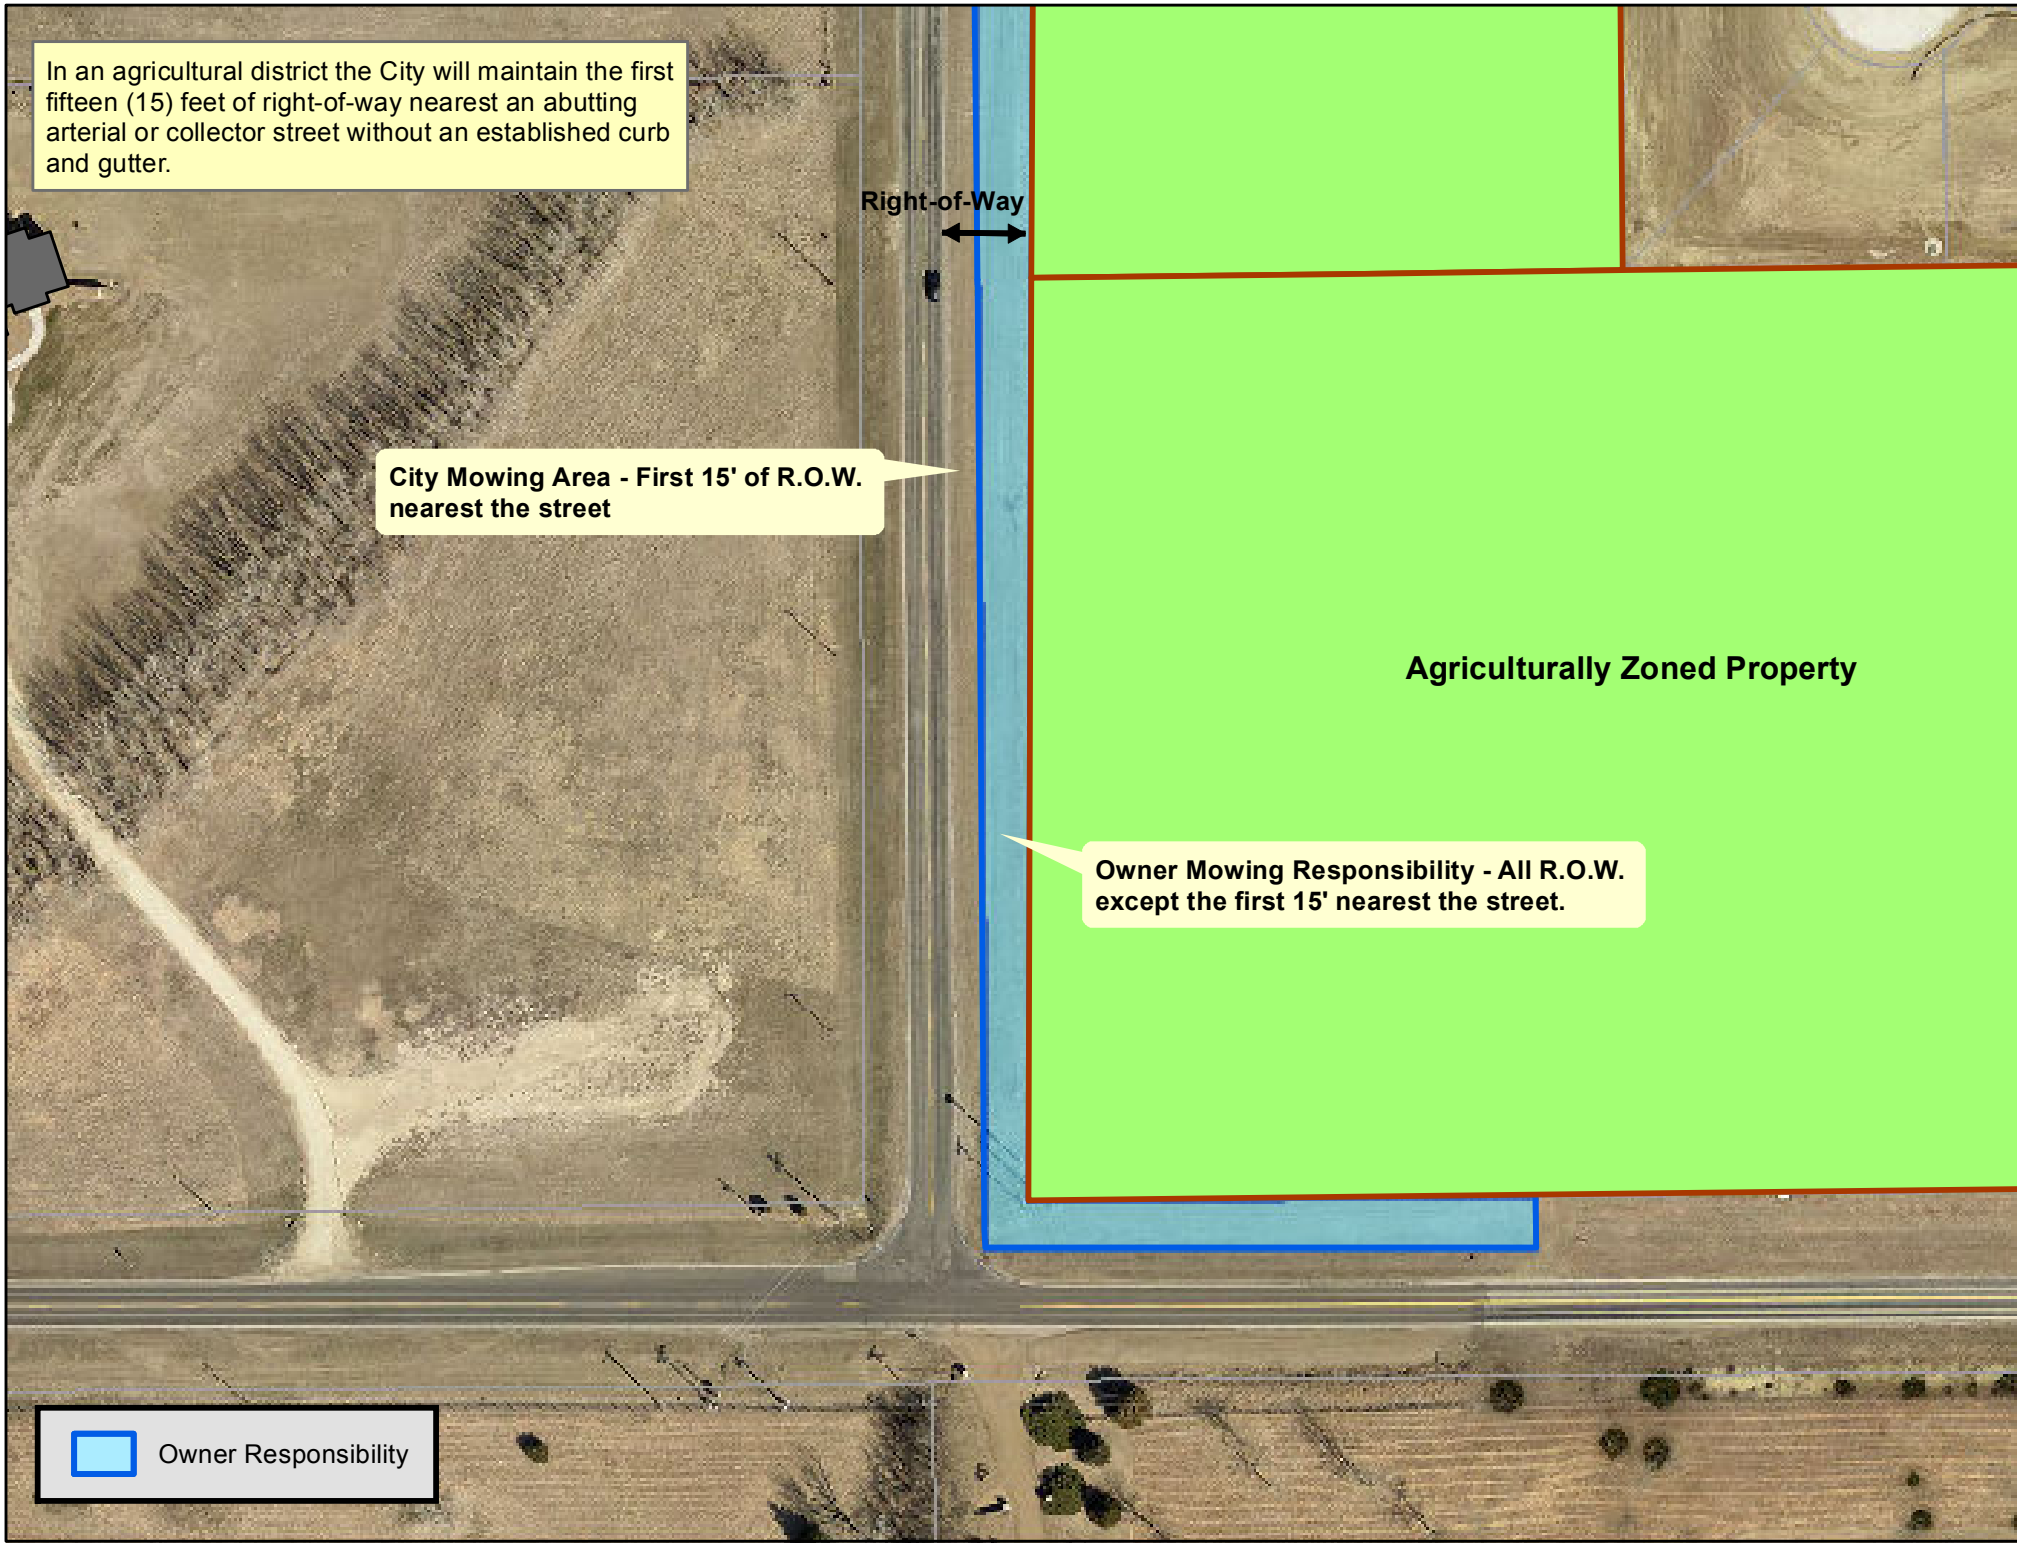 In an agricultural district the City will maintain the first
fifteen (15) feet of right-of-way nearest an abutting
arterial or collector street without an established curb
and gutter.
Right-of-Way
City Mowing Area - First 15' of R.O.W.
nearest the street
Agriculturally Zoned Property
Owner Mowing Responsibility - All R.O.W.
except the first 15' nearest the street.
Owner Responsibility